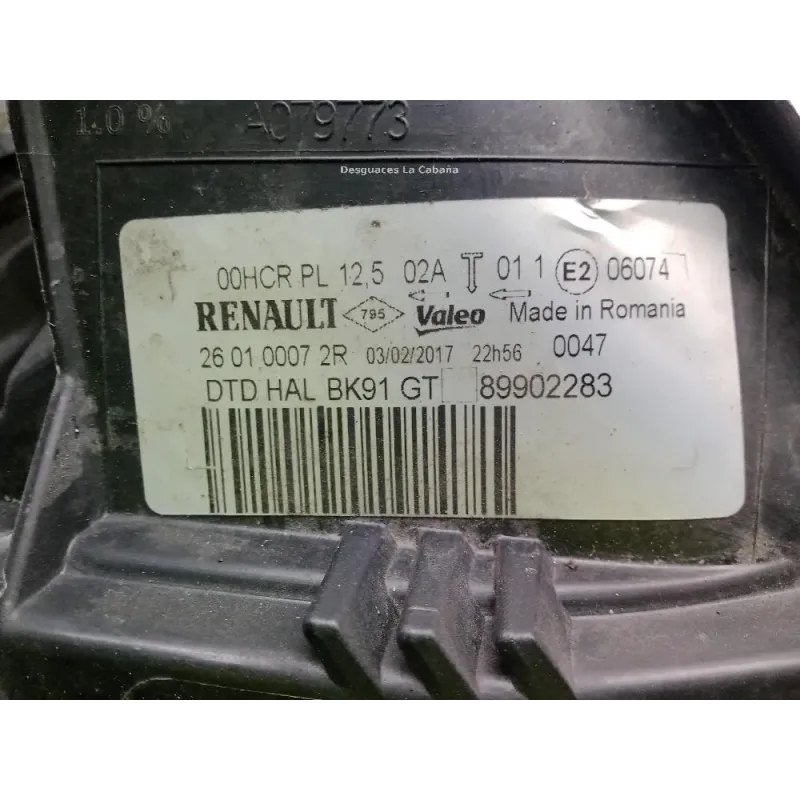 1.0 % A079773
Desguaces La Cabaña
00HCR PL 12,5 02A T 01 1 E2 06074
RENAULT 795 Valeo Made in Romania
26 01 0007 2R 03/02/2017 22h56 0047
DTD HAL BK91 GT 89902283